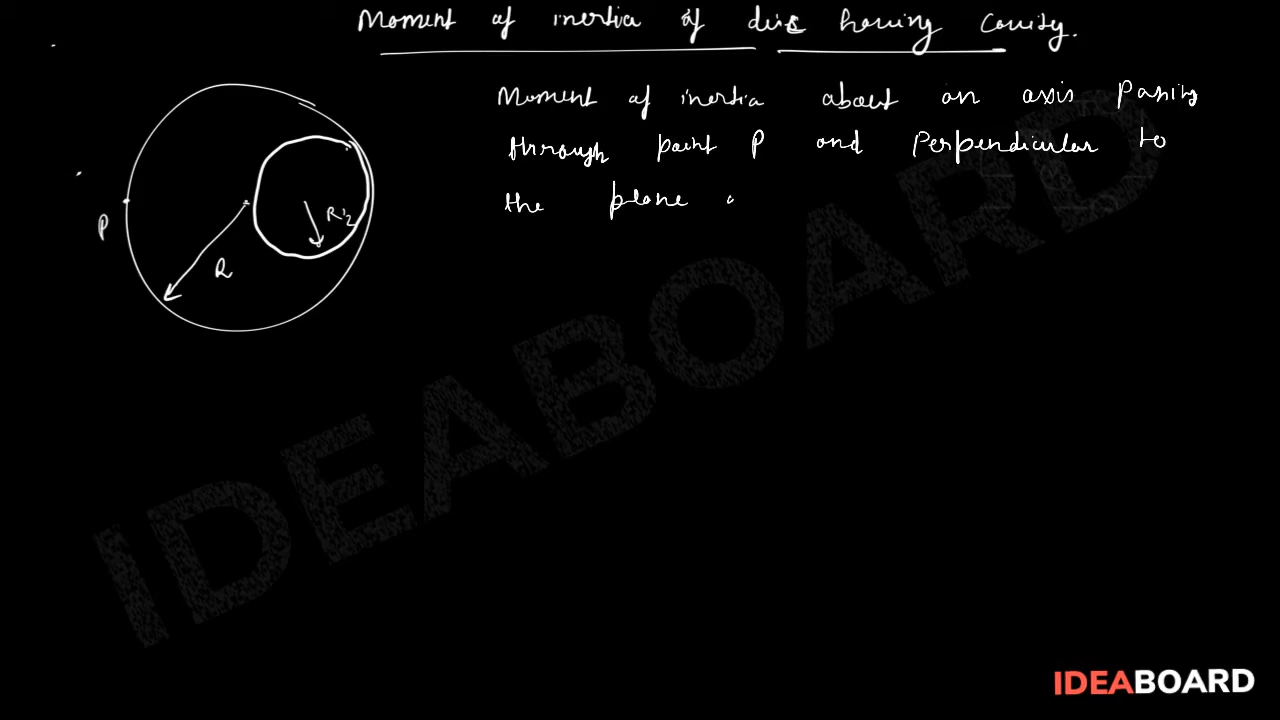 Moment of inertia of disc having cavity.
Moment of inertia about an axis passing
through point P and perpendicular to
the plane
P
R
R/2
IDEABOARD
IDEABOARD